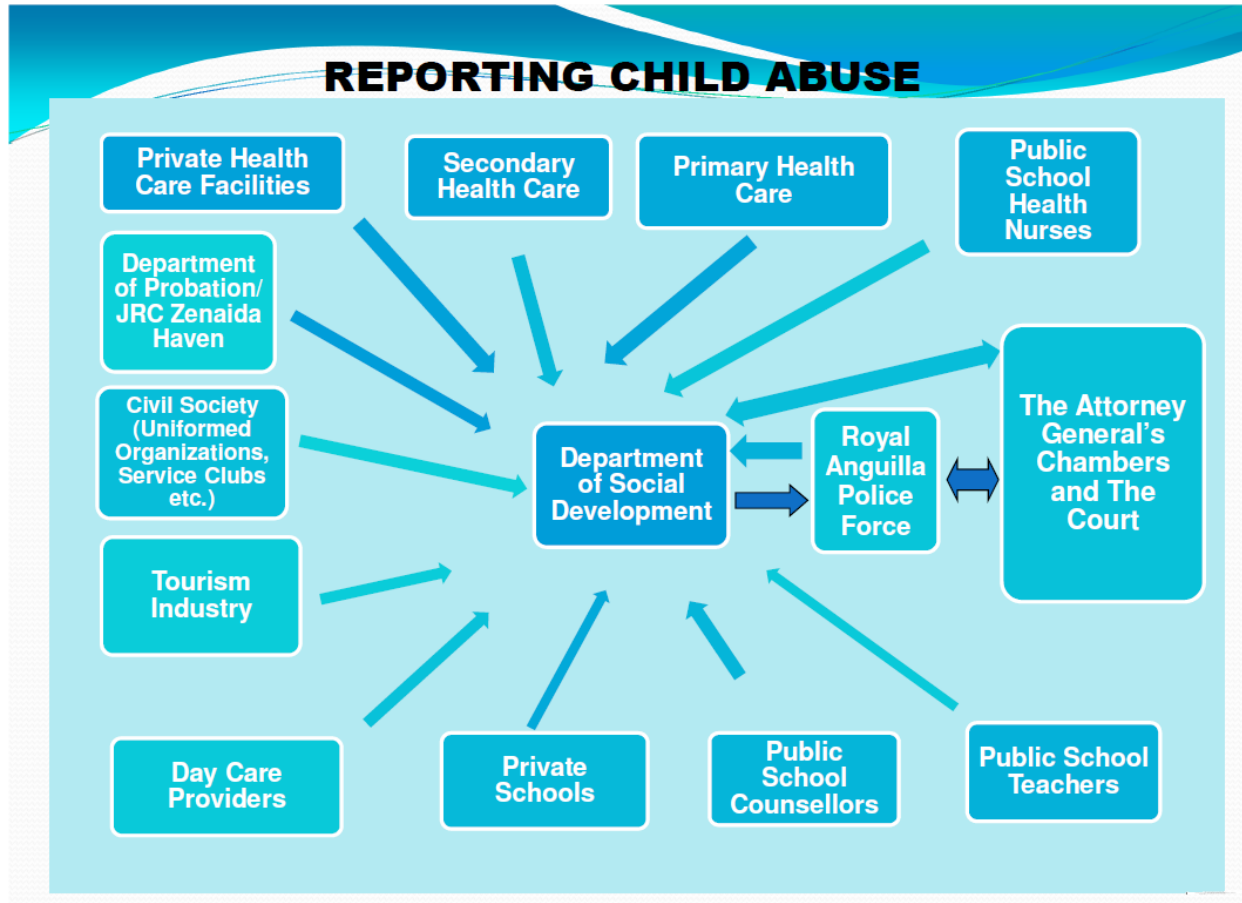 REPORTING CHILD ABUSE
Private Health
Care Facilities
Secondary
Health Care
Primary Health
Care
Public
School
Health
Nurses
Department
of Probation/
JRC Zenaida
Haven
Civil Society
(Uniformed
Organizations,
Service Clubs
etc.)
Department
of Social
Development
Royal
Anguilla
Police
Force
The Attorney
General's
Chambers
and The
Court
Tourism
Industry
Day Care
Providers
Private
Schools
Public
School
Counsellors
Public School
Teachers